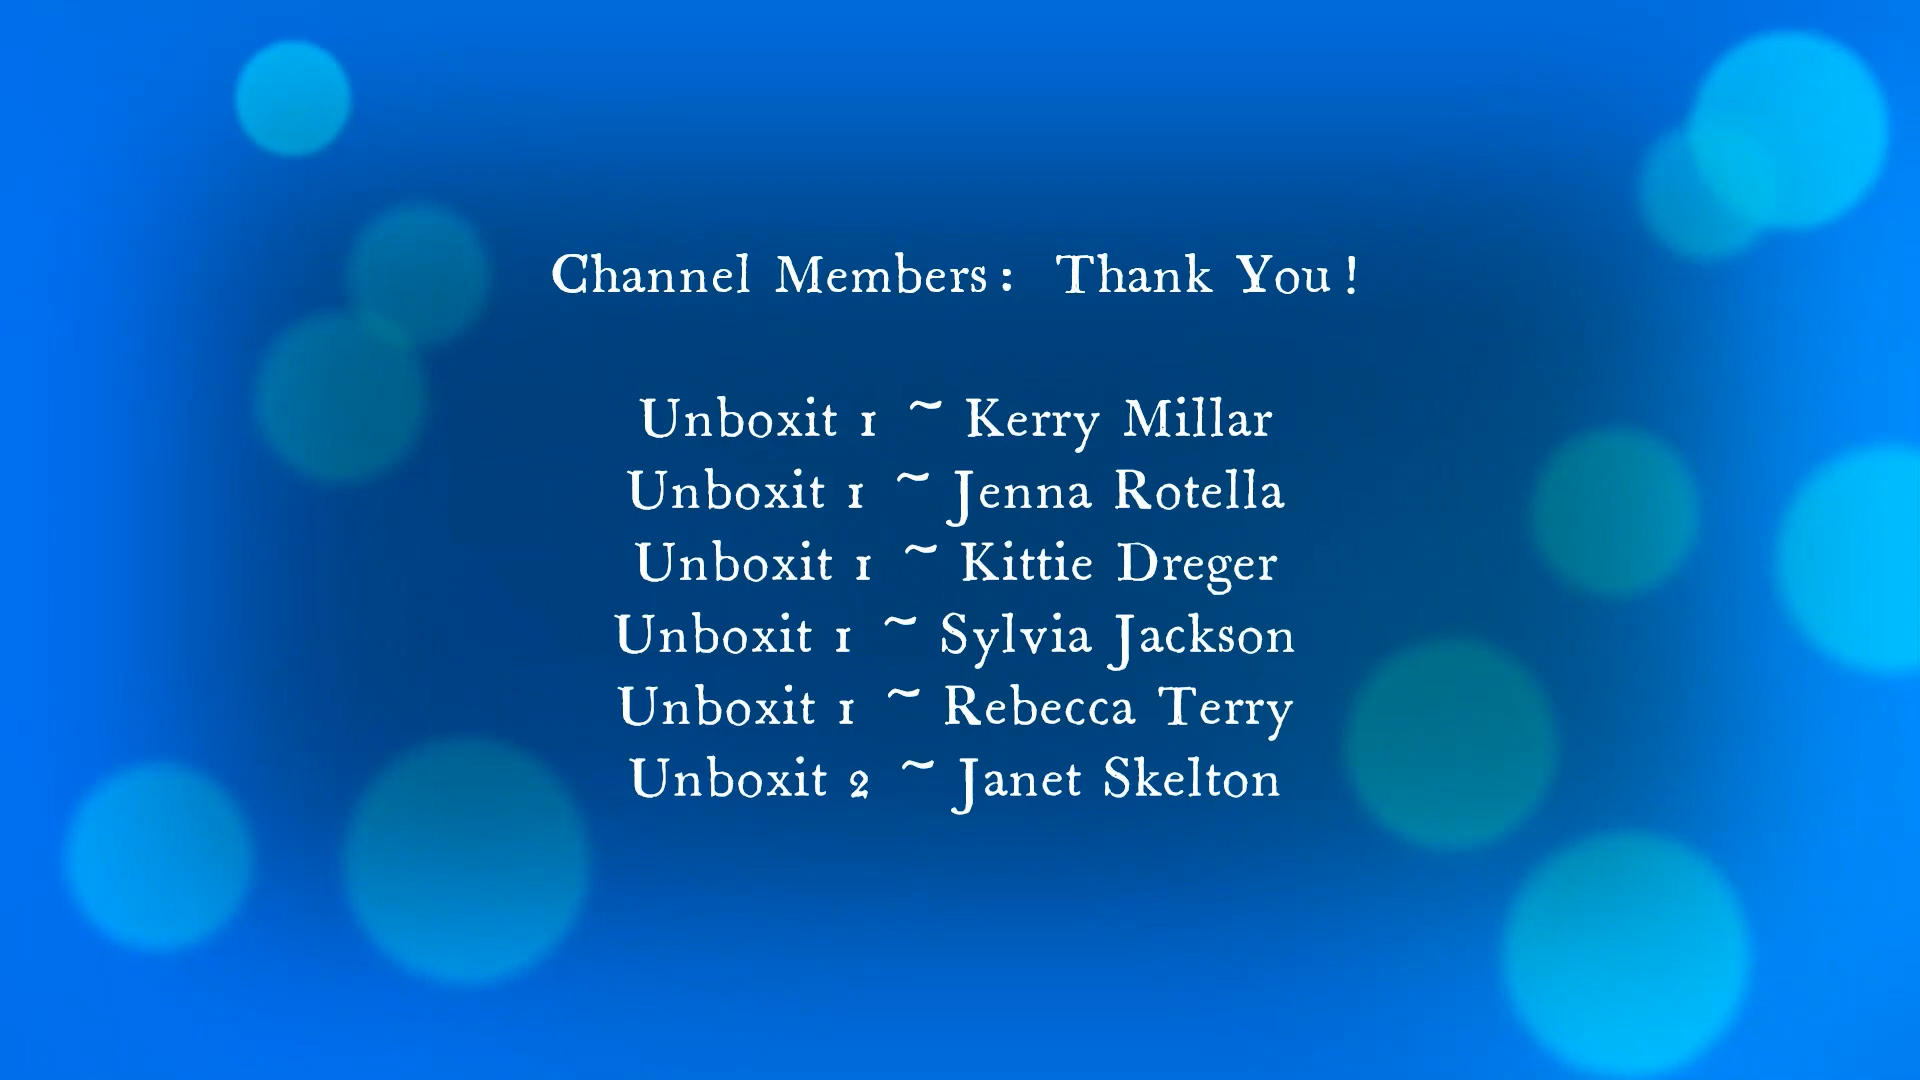 Channel Members: Thank You!
Unboxit 1 ~ Kerry Millar
Unboxit 1 ~ Jenna Rotella
Unboxit 1 ~ Kittie Dreger
Unboxit 1 ~ Sylvia Jackson
Unboxit 1 ~ Rebecca Terry
Unboxit 2 ~ Janet Skelton